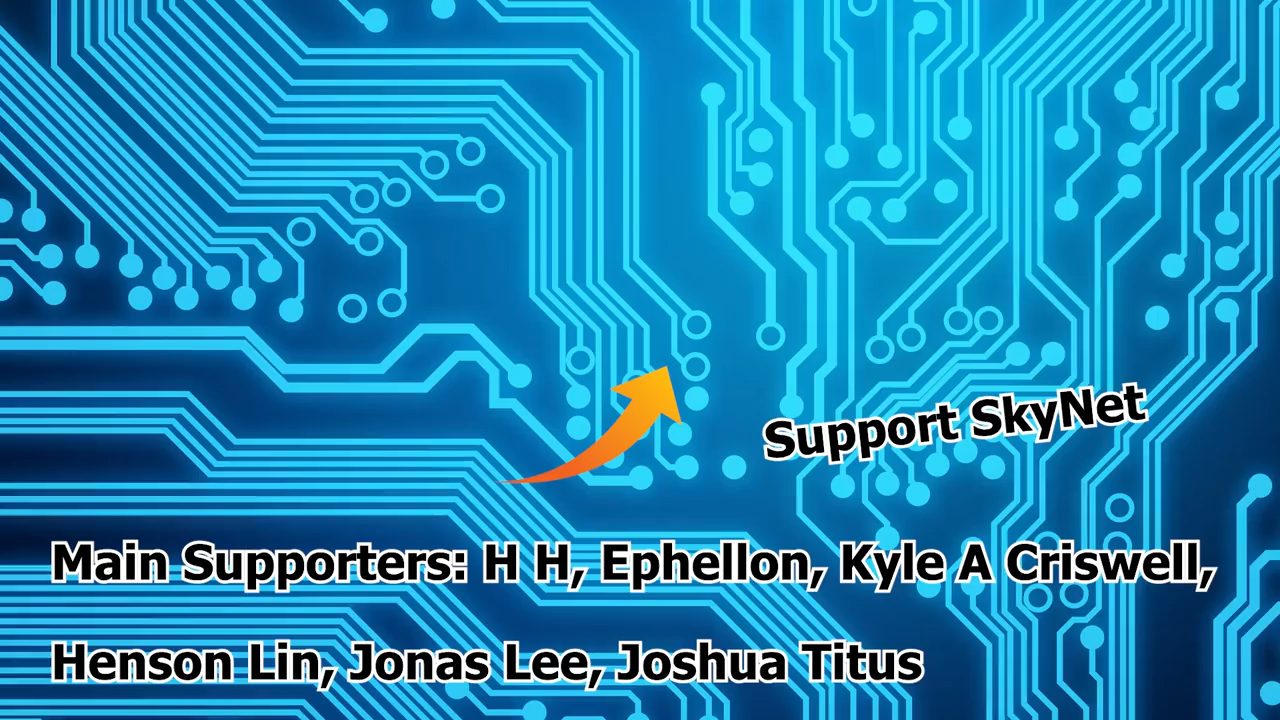 Support SkyNet
Main Supporters: H H, Ephellon, Kyle A Criswell,
Henson Lin, Jonas Lee, Joshua Titus